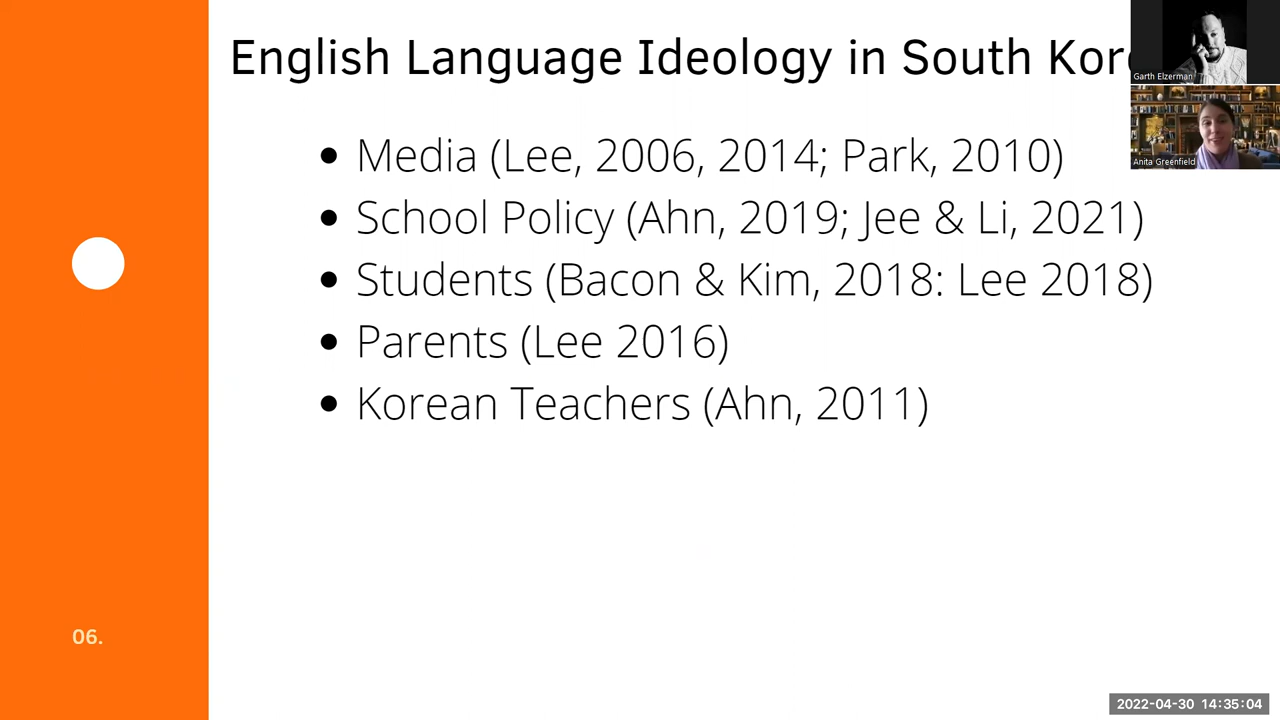 English Language Ideology in South Kor
Garth Elzerman
Anita Greenfield
• Media (Lee, 2006, 2014; Park, 2010)
• School Policy (Ahn, 2019; Jee & Li, 2021)
• Students (Bacon & Kim, 2018: Lee 2018)
• Parents (Lee 2016)
• Korean Teachers (Ahn, 2011)
06.
2022-04-30 14:35:04